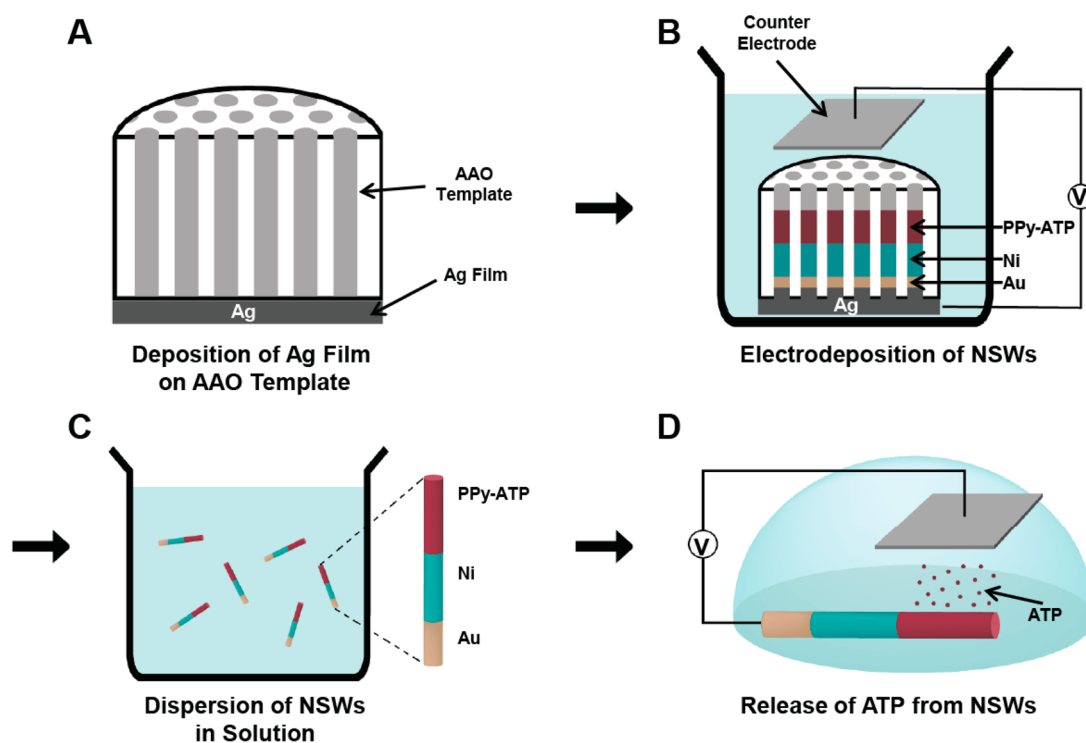 A
AAO
Template
Ag Film
Ag
Deposition of Ag Film
on AAO Template
B
Counter
Electrode
V
PPy-ATP
Ni
Au
Ag
Electrodeposition of NSWs
C
PPy-ATP
Ni
Au
Dispersion of NSWs
in Solution
D
V
ATP
Release of ATP from NSWs